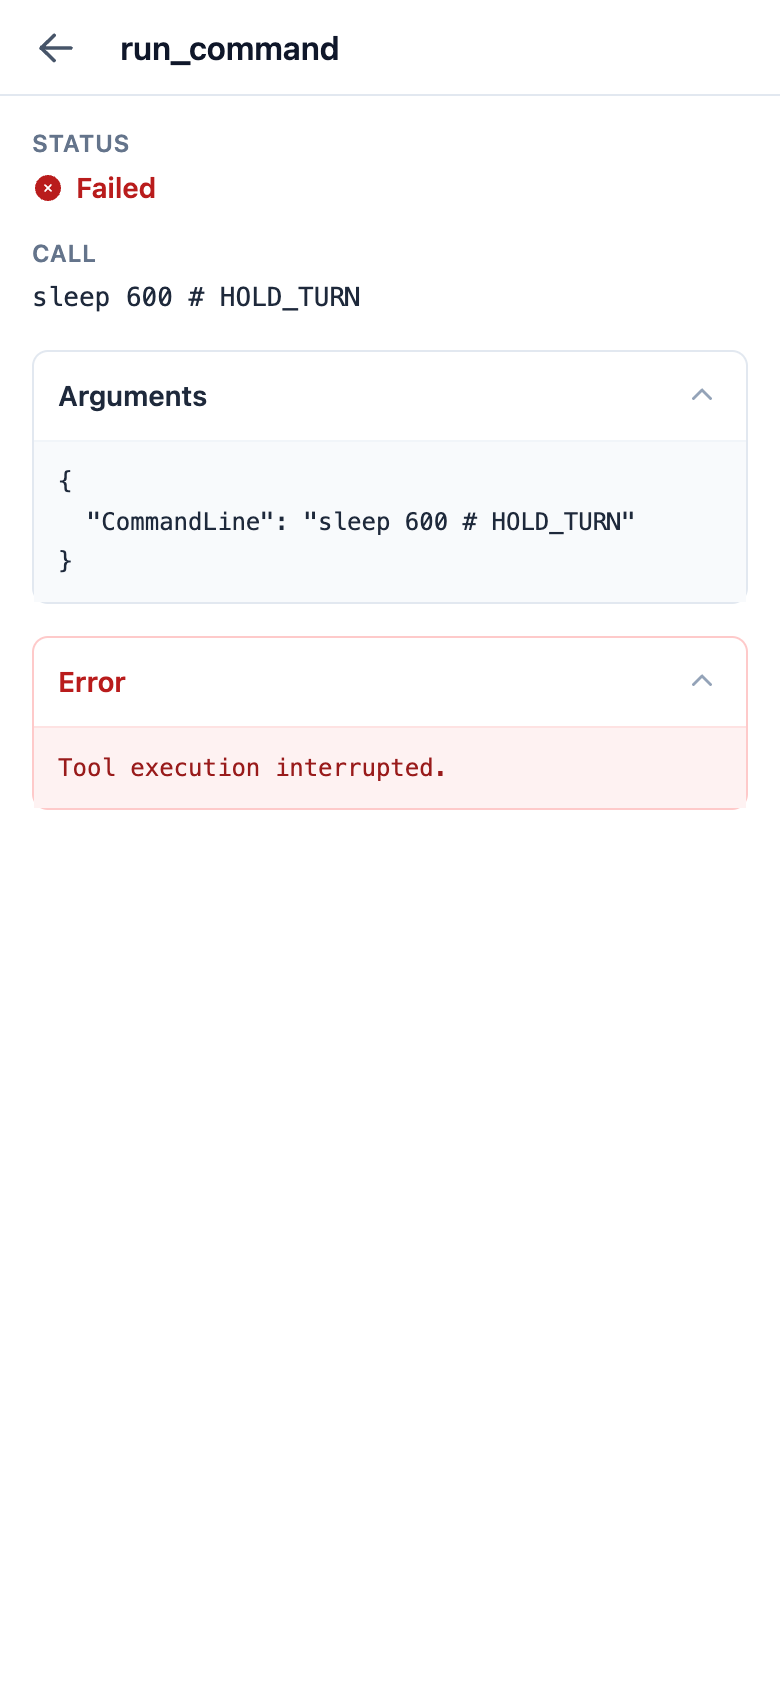 run_command
STATUS
Failed
CALL
sleep 600 # HOLD_TURN
Arguments
{
  "CommandLine": "sleep 600 # HOLD_TURN"
}
Error
Tool execution interrupted.